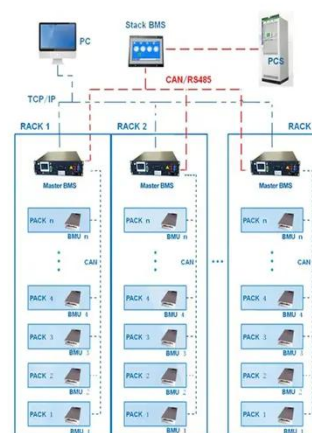 PC
Stack BMS
PCS
CAN/RS485
TCP/IP
RACK 1
RACK 2
RACK
Master BMS
Master BMS
Master BMS
PACK n
BMU n
PACK n
BMU n
PACK n
BMU n
CAN
CAN
CAN
PACK 4
BMU 4
PACK 4
BMU 4
PACK 4
BMU 4
PACK 3
BMU 3
PACK 3
BMU 3
PACK 3
BMU 3
PACK 2
BMU 2
PACK 2
BMU 2
PACK 2
BMU 2
PACK 1
BMU 1
PACK 1
BMU 1
PACK 1
BMU 1